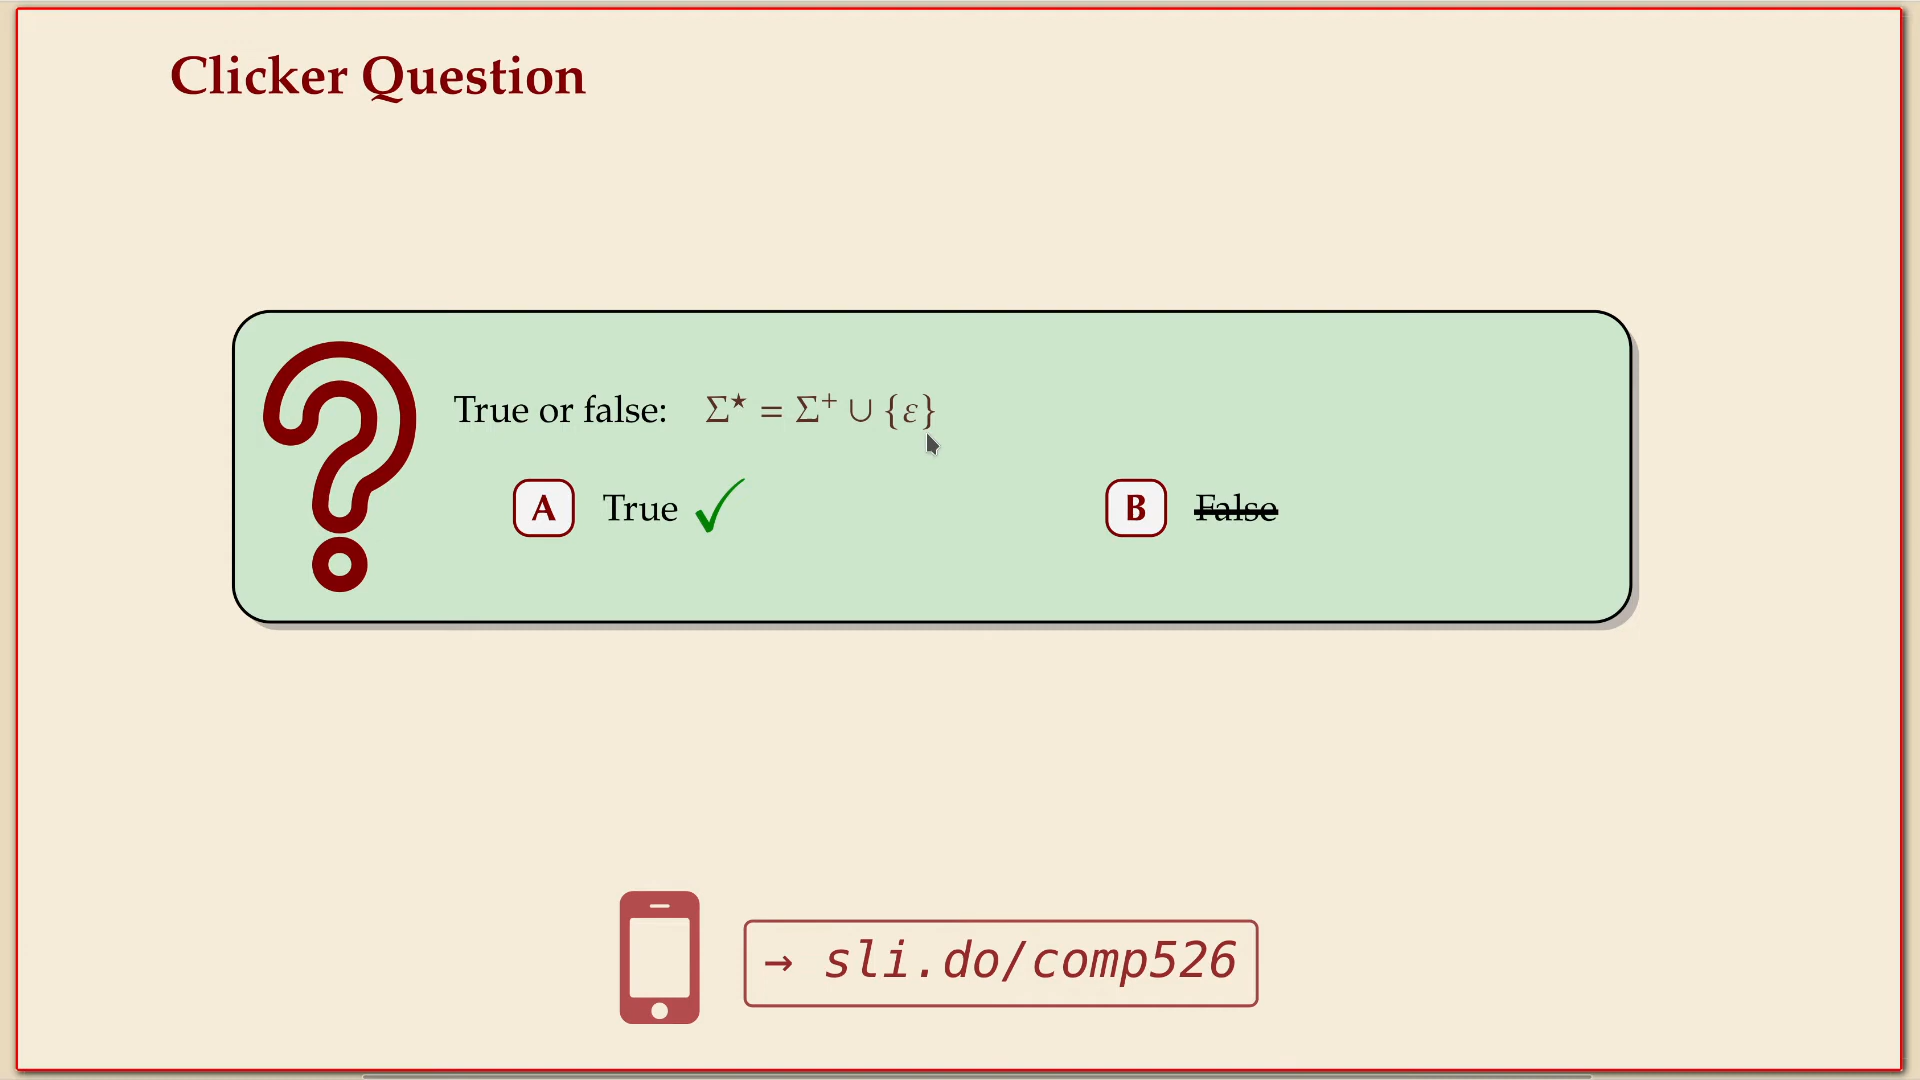 Clicker Question
True or false: Σ★ = Σ⁺ ∪ {ε}
A True ✓ B False
→ sli.do/comp526